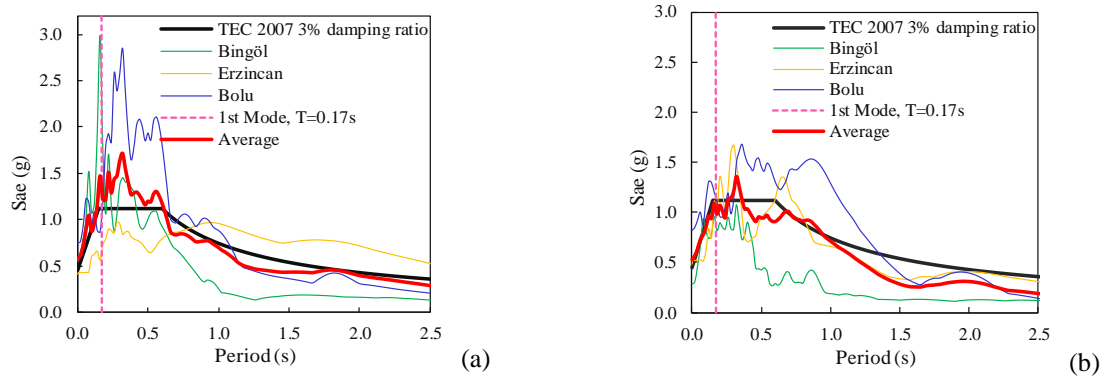 3.0
2.5
2.0
1.5
1.0
0.5
0.0
Sae (g)
TEC 2007 3% damping ratio
Bingöl
Erzincan
Bolu
1st Mode, T=0.17s
Average
0.0 0.5 1.0 1.5 2.0 2.5
Period (s)
(a)
3.0
2.5
2.0
1.5
1.0
0.5
0.0
Sae (g)
TEC 2007 3% damping ratio
Bingöl
Erzincan
Bolu
1st Mode, T=0.17s
Average
0.0 0.5 1.0 1.5 2.0 2.5
Period (s)
(b)